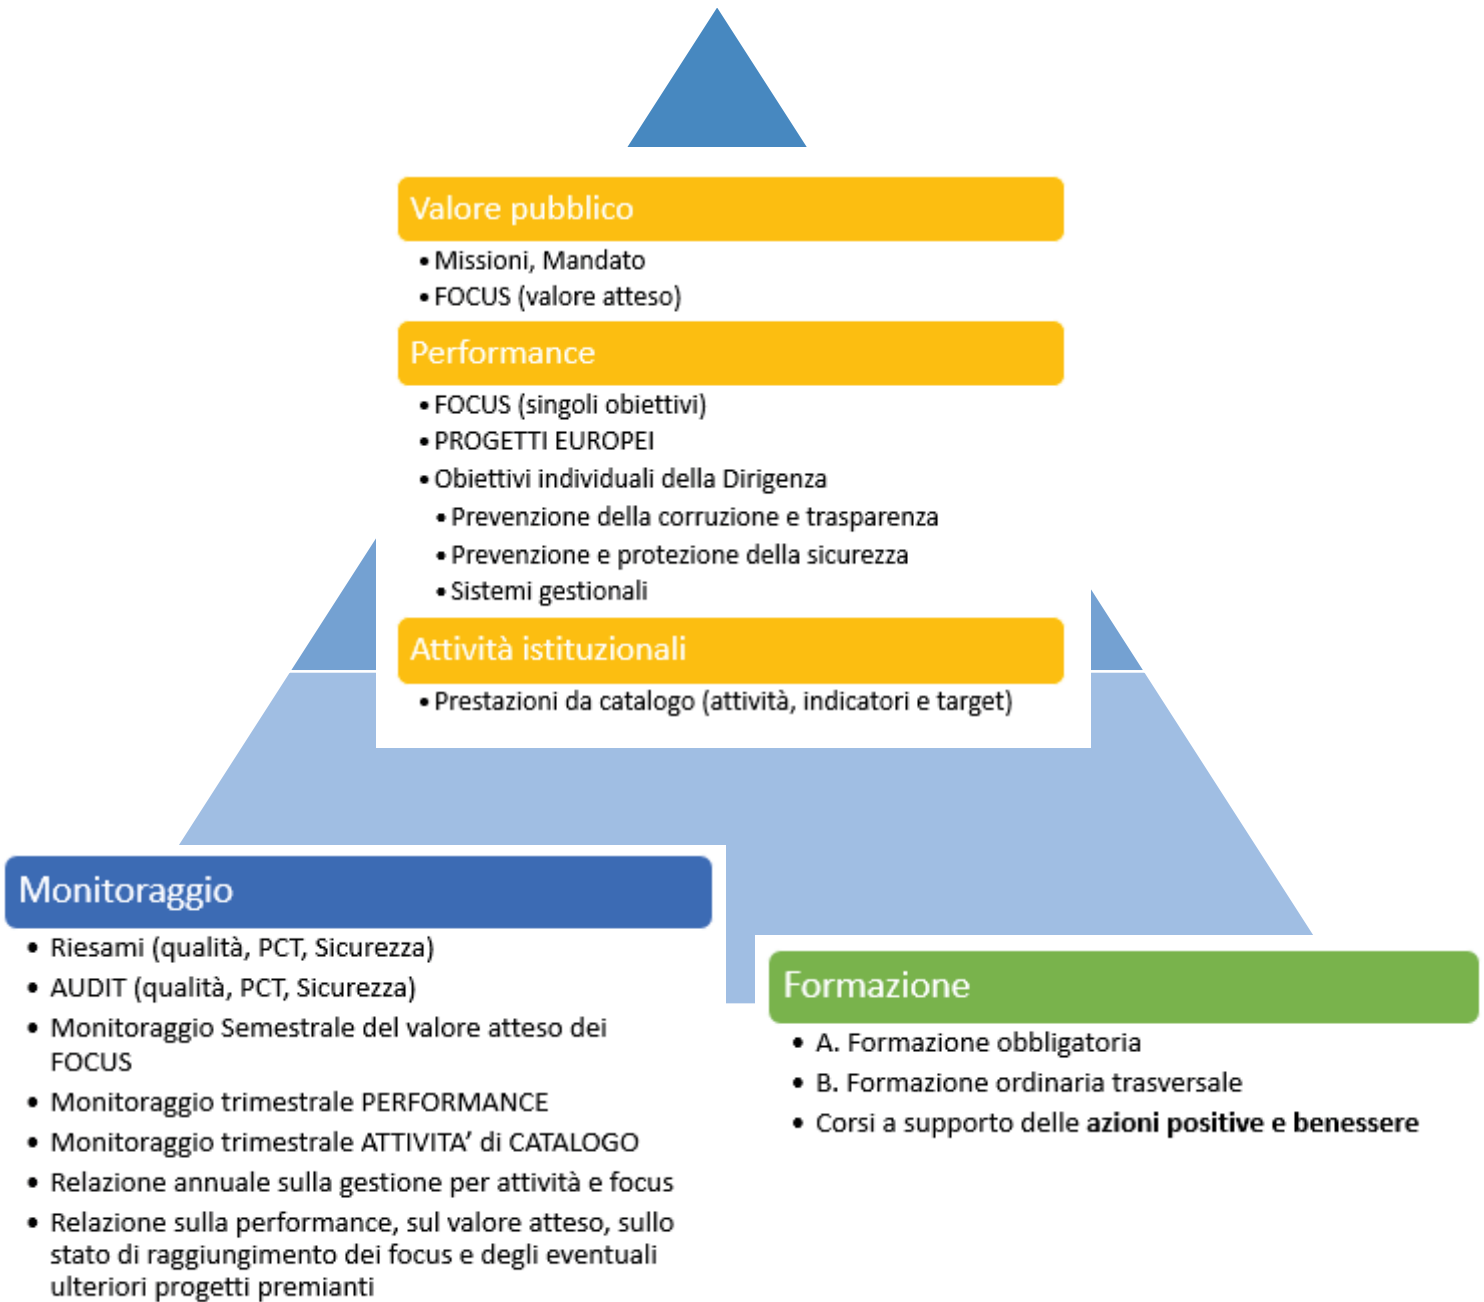 Valore pubblico
• Missioni, Mandato
• FOCUS (valore atteso)
Performance
• FOCUS (singoli obiettivi)
• PROGETTI EUROPEI
• Obiettivi individuali della Dirigenza
• Prevenzione della corruzione e trasparenza
• Prevenzione e protezione della sicurezza
• Sistemi gestionali
Attività istituzionali
• Prestazioni da catalogo (attività, indicatori e target)
Monitoraggio
• Riesami (qualità, PCT, Sicurezza)
• AUDIT (qualità, PCT, Sicurezza)
• Monitoraggio Semestrale del valore atteso dei
FOCUS
• Monitoraggio trimestrale PERFORMANCE
• Monitoraggio trimestrale ATTIVITA’ di CATALOGO
• Relazione annuale sulla gestione per attività e focus
• Relazione sulla performance, sul valore atteso, sullo
stato di raggiungimento dei focus e degli eventuali
ulteriori progetti premianti
Formazione
• A. Formazione obbligatoria
• B. Formazione ordinaria trasversale
• Corsi a supporto delle azioni positive e benessere